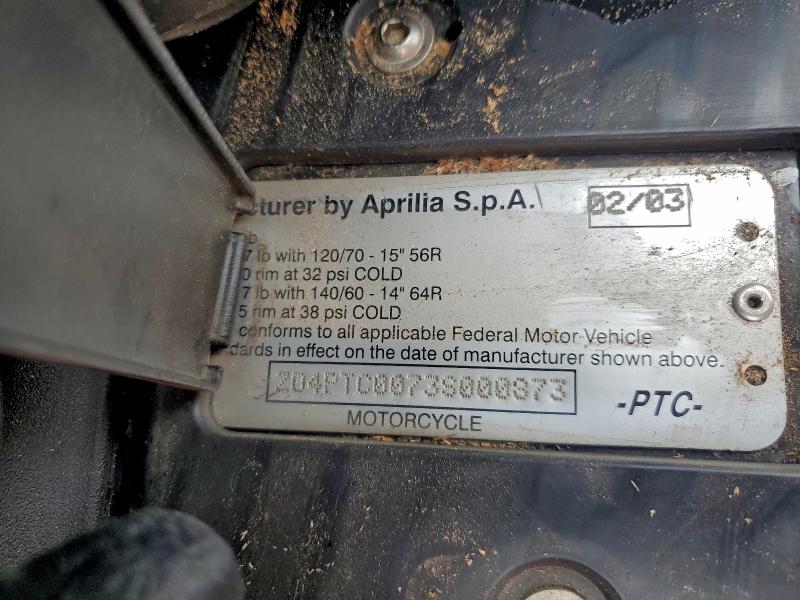 cturer by Aprilia S.p.A. 02/03
b
7 lb with 120/70 - 15" 56R
0 rim at 32 psi COLD
7 lb with 140/60 - 14" 64R
5 rim at 38 psi COLD
conforms to all applicable Federal Motor Vehicle
dards in effect on the date of manufacturer shown above.
ZD4PTC0073S000873
-PTC-
MOTORCYCLE